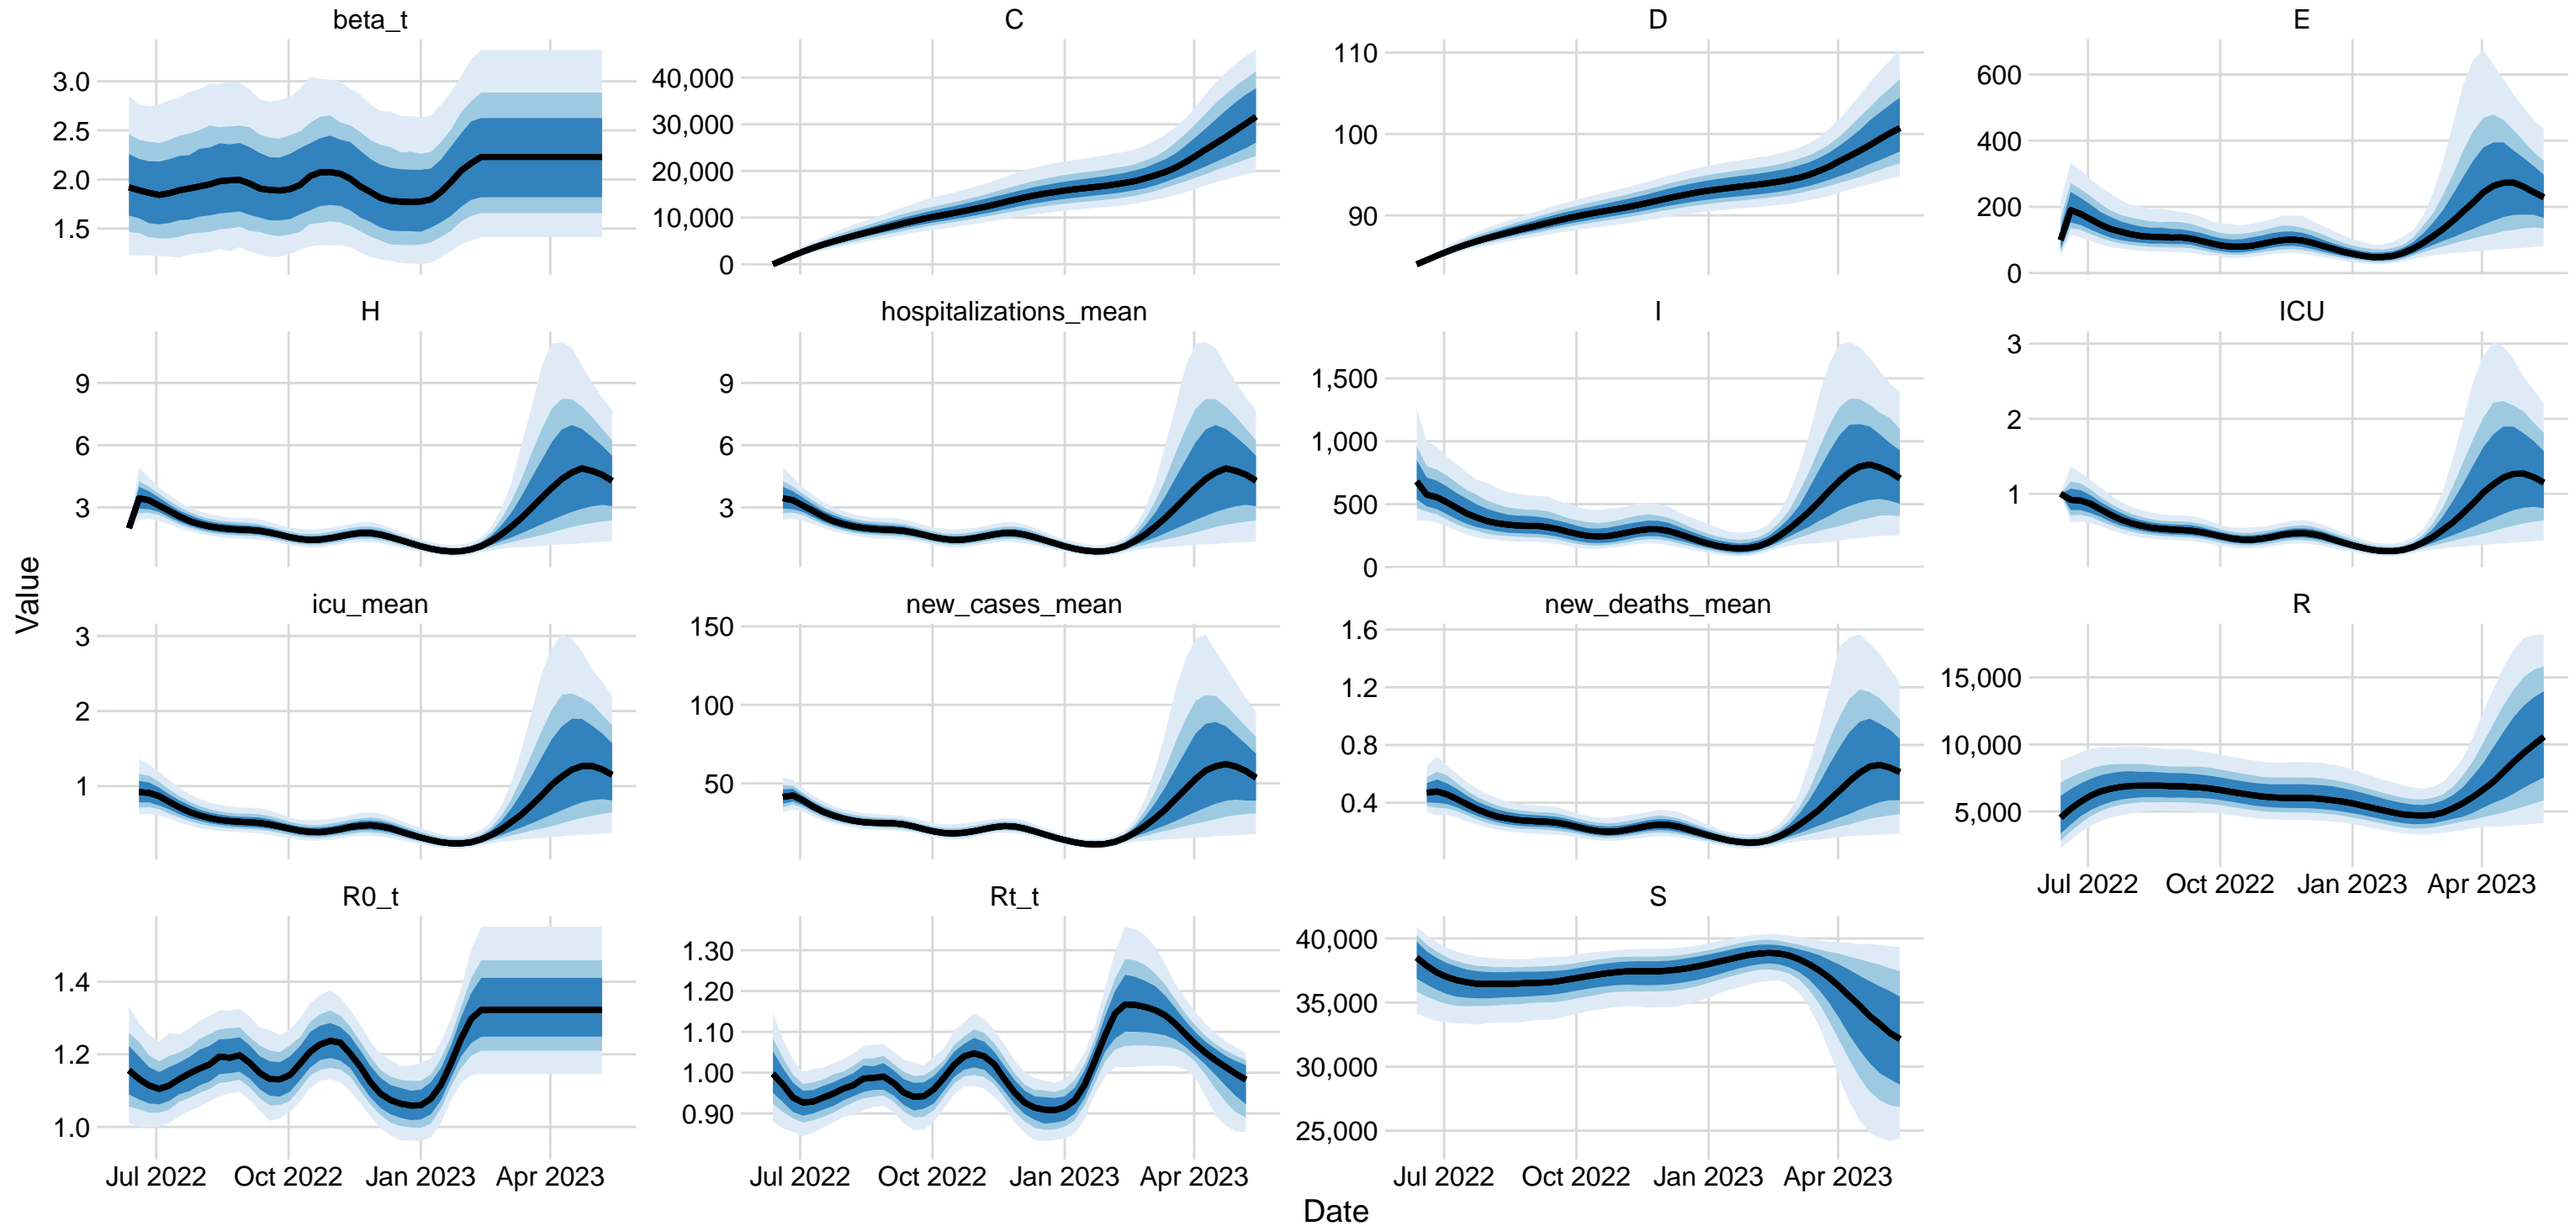 beta_t
3.0
2.5
2.0
1.5
C
40,000
30,000
20,000
10,000
0
D
110
100
90
E
600
400
200
0
H
9
6
3
hospitalizations_mean
9
6
3
I
1,500
1,000
500
0
ICU
3
2
1
Value
icu_mean
3
2
1
new_cases_mean
150
100
50
new_deaths_mean
1.6
1.2
0.8
0.4
R
15,000
10,000
5,000
Jul 2022 Oct 2022 Jan 2023 Apr 2023
R0_t
1.4
1.2
1.0
Jul 2022 Oct 2022 Jan 2023 Apr 2023
Rt_t
1.30
1.20
1.10
1.00
0.90
Jul 2022 Oct 2022 Jan 2023 Apr 2023
S
40,000
35,000
30,000
25,000
Jul 2022 Oct 2022 Jan 2023 Apr 2023
Date